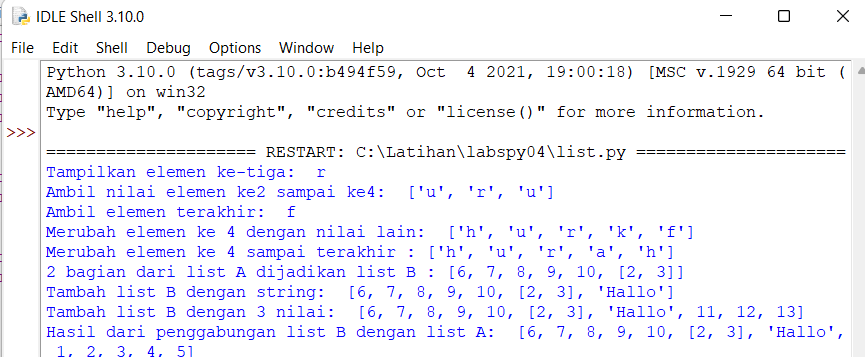 IDLE Shell 3.10.0
File Edit Shell Debug Options Window Help
Python 3.10.0 (tags/v3.10.0:b494f59, Oct  4 2021, 19:00:18) [MSC v.1929 64 bit (
AMD64)] on win32
Type "help", "copyright", "credits" or "license()" for more information.
>>>
===================== RESTART: C:\Latihan\labspy04\list.py =====================
Tampilkan elemen ke-tiga:  r
Ambil nilai elemen ke2 sampai ke4:  ['u', 'r', 'u']
Ambil elemen terakhir:  f
Merubah elemen ke 4 dengan nilai lain:  ['h', 'u', 'r', 'k', 'f']
Merubah elemen ke 4 sampai terakhir : ['h', 'u', 'r', 'a', 'h']
2 bagian dari list A dijadikan list B : [6, 7, 8, 9, 10, [2, 3]]
Tambah list B dengan string:  [6, 7, 8, 9, 10, [2, 3], 'Hallo']
Tambah list B dengan 3 nilai:  [6, 7, 8, 9, 10, [2, 3], 'Hallo', 11, 12, 13]
Hasil dari penggabungan list B dengan list A:  [6, 7, 8, 9, 10, [2, 3], 'Hallo',
1, 2, 3, 4, 5]